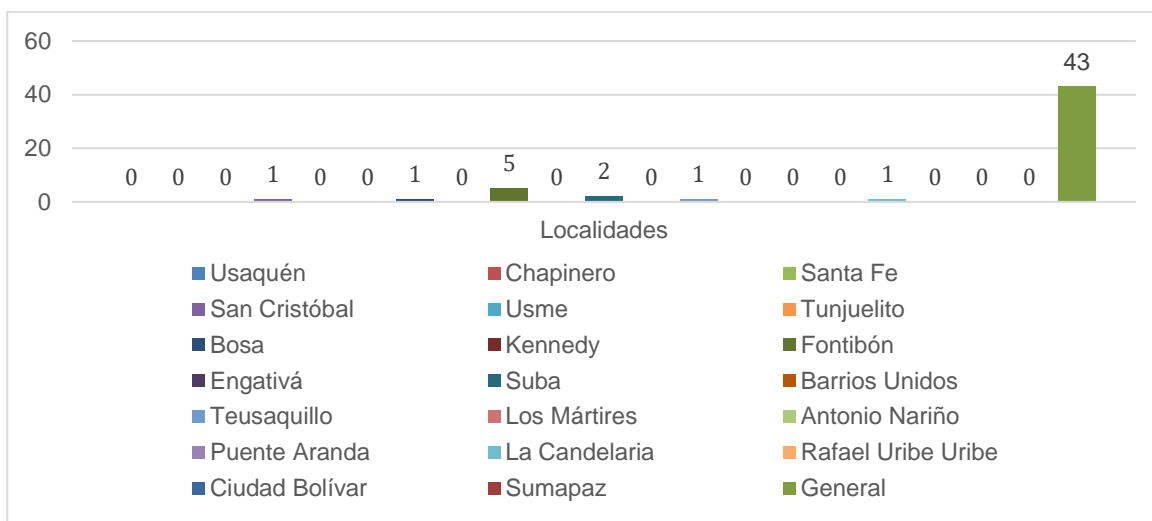 60
43
40
20
0 0 0 1 0 0 1 0 5 0 2 0 1 0 0 0 1 0 0 0
0
Localidades
Usaquén Chapinero Santa Fe
San Cristóbal Usme Tunjuelito
Bosa Kennedy Fontibón
Engativá Suba Barrios Unidos
Teusaquillo Los Mártires Antonio Nariño
Puente Aranda La Candelaria Rafael Uribe Uribe
Ciudad Bolívar Sumapaz General